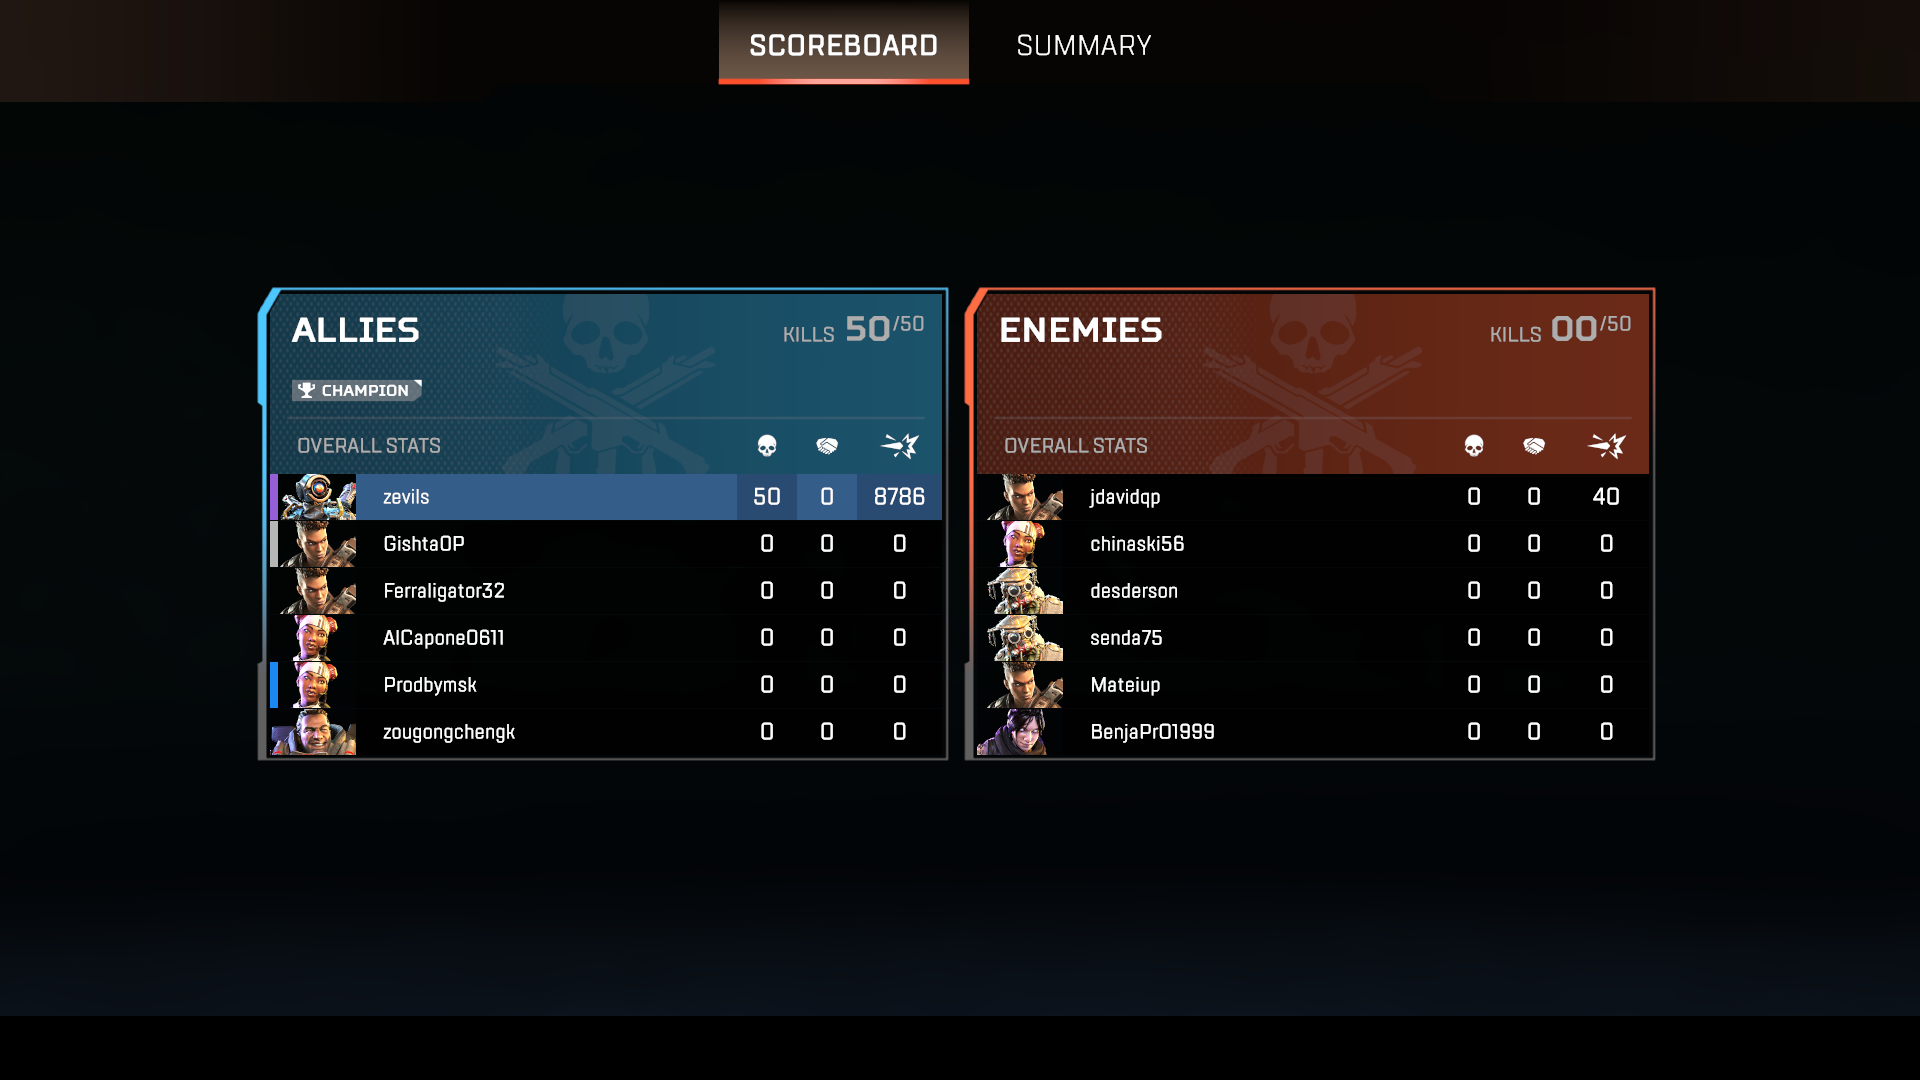 SCOREBOARD SUMMARY
ALLIES KILLS 50/50
CHAMPION
OVERALL STATS
zevils 50 0 8786
GishtaOP 0 0 0
Ferraligator32 0 0 0
AlCapone0611 0 0 0
Prodbymsk 0 0 0
zougongchengk 0 0 0
ENEMIES KILLS 00/50
OVERALL STATS
jdavidqp 0 0 40
chinaski56 0 0 0
desderson 0 0 0
senda75 0 0 0
Mateiup 0 0 0
BenjaPrO1999 0 0 0